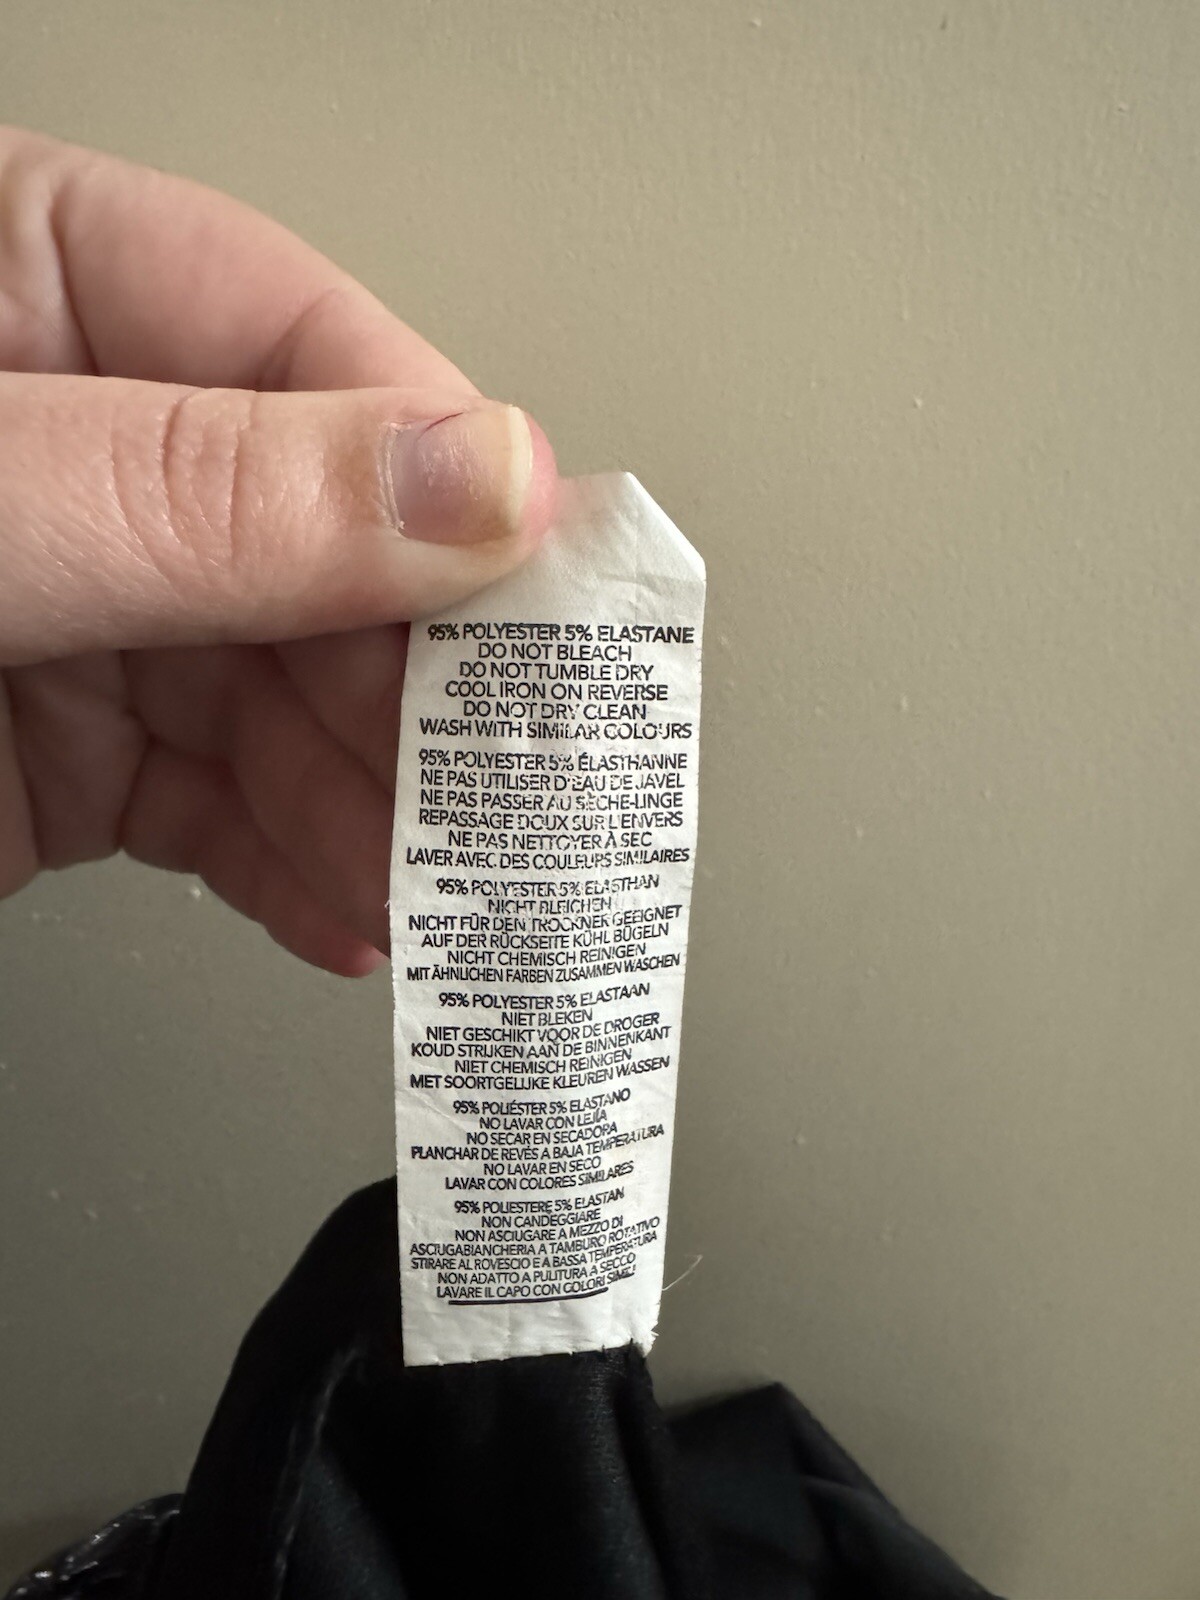 95% POLYESTER 5% ELASTANE
DO NOT BLEACH
DO NOT TUMBLE DRY
COOL IRON ON REVERSE
DO NOT DRY CLEAN
WASH WITH SIMILAR COLOURS
95% POLYESTER 5% ÉLASTHANNE
NE PAS UTILISER D'EAU DE JAVEL
NE PAS PASSER AU SÈCHE-LINGE
REPASSAGE DOUX SUR L'ENVERS
NE PAS NETTOYER À SEC
LAVER AVEC DES COULEURS SIMILAIRES
95% POLYESTER 5% ELASTHAN
NICHT BLEICHEN
NICHT FÜR DEN TROCKNER GEEIGNET
AUF DER RÜCKSEITE KÜHL BÜGELN
NICHT CHEMISCH REINIGEN
MIT ÄHNLICHEN FARBEN ZUSAMMEN WASCHEN
95% POLYESTER 5% ELASTAAN
NIET BLEKEN
NIET GESCHIKT VOOR DE DROGER
KOUD STRIJKEN AAN DE BINNENKANT
NIET CHEMISCH REINIGEN
MET SOORTGELIJKE KLEUREN WASSEN
95% POLIÉSTER 5% ELASTANO
NO LAVAR CON LEJÍA
NO SECAR EN SECADORA
PLANCHAR DE REVÉS A BAJA TEMPERATURA
NO LAVAR EN SECO
LAVAR CON COLORES SIMILARES
95% POLIESTERE 5% ELASTAN
NON CANDEGGIARE
NON ASCIUGARE A MEZZO DI
ASCIUGABIANCHERIA A TAMBURO ROTATIVO
STIRARE AL ROVESCIO E A BASSA TEMPERATURA
NON ADATTO A PULITURA A SECCO
LAVARE IL CAPO CON COLORI SIMILI